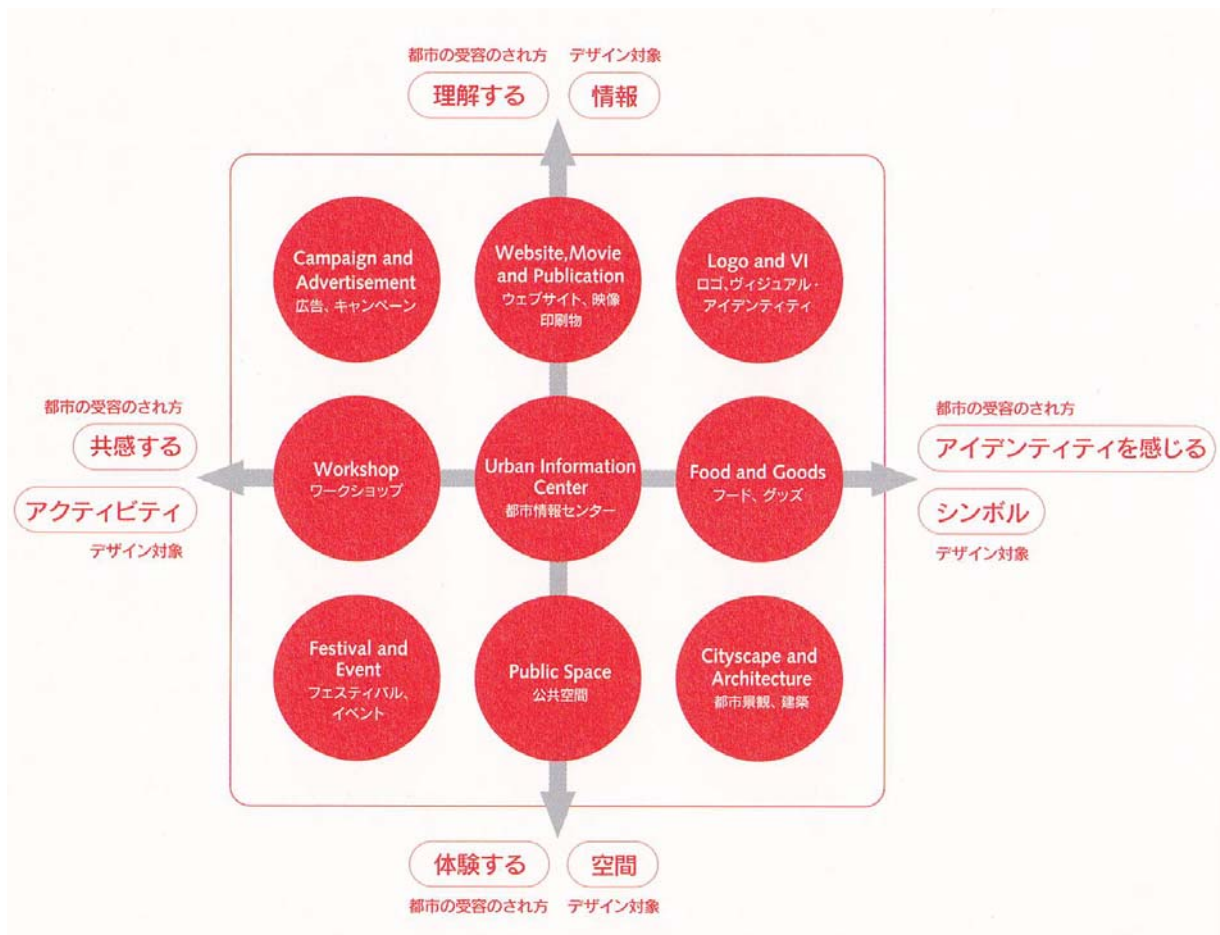 都市の受容のされ方 デザイン対象
理解する 情報
Campaign and
Advertisement
広告、キャンペーン
Website, Movie
and Publication
ウェブサイト、映像
印刷物
Logo and VI
ロゴ、ヴィジュアル・
アイデンティティ
都市の受容のされ方
共感する
アクティビティ
デザイン対象
Workshop
ワークショップ
Urban Information
Center
都市情報センター
Food and Goods
フード、グッズ
都市の受容のされ方
アイデンティティを感じる
シンボル
デザイン対象
Festival and
Event
フェスティバル、
イベント
Public Space
公共空間
Cityscape and
Architecture
都市景観、建築
体験する 空間
都市の受容のされ方 デザイン対象